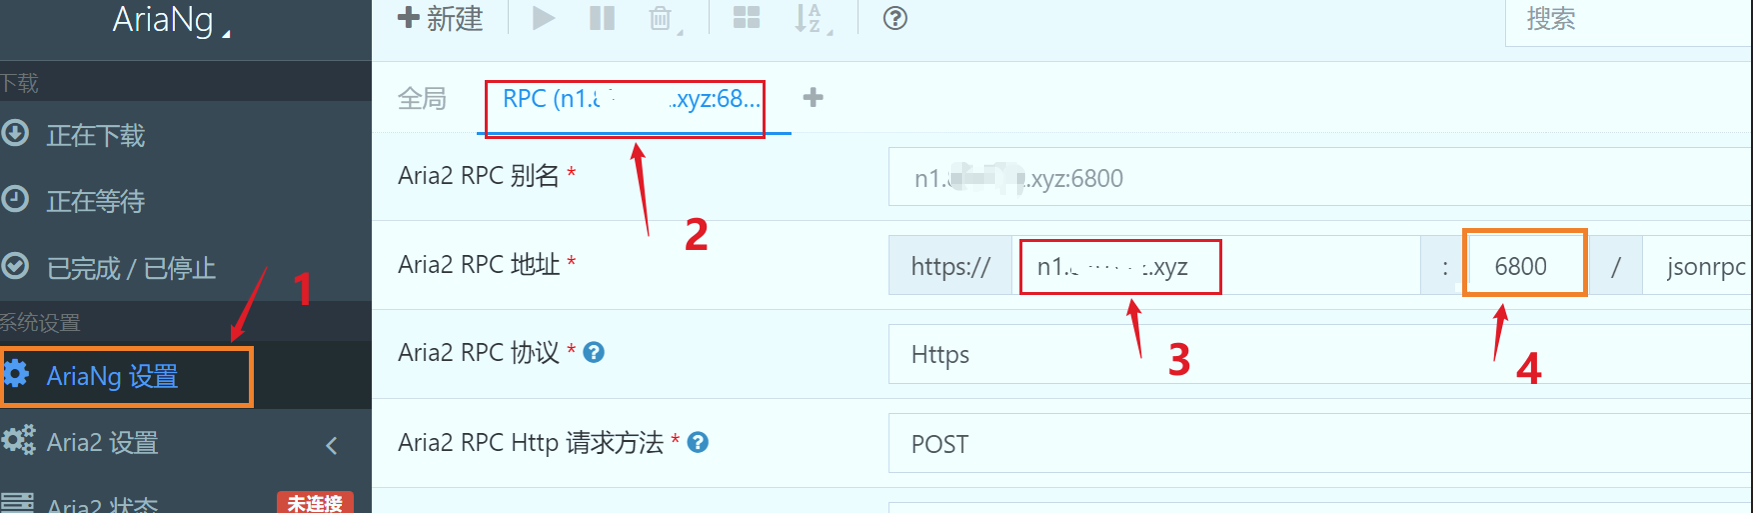 AriaNg
新建
搜索
下载
正在下载
正在等待
已完成 / 已停止
系统设置
AriaNg 设置
Aria2 设置
Aria2 状态
未连接
全局
RPC (n1. .xyz:68...
Aria2 RPC 别名 *
n1. .xyz:6800
Aria2 RPC 地址 *
https://
n1. .xyz
:
6800
/
jsonrpc
Aria2 RPC 协议 *
Https
Aria2 RPC Http 请求方法 *
POST
1
2
3
4